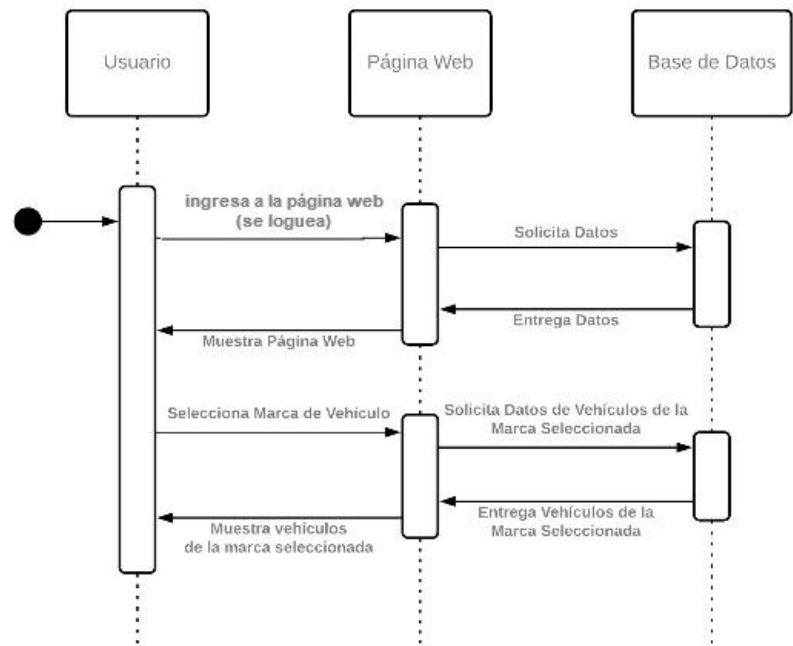 Usuario
Página Web
Base de Datos
ingresa a la página web
(se loguea)
Solicita Datos
Entrega Datos
Muestra Página Web
Selecciona Marca de Vehículo
Solicita Datos de Vehículos de la
Marca Seleccionada
Entrega Vehículos de la
Marca Seleccionada
Muestra vehículos
de la marca seleccionada